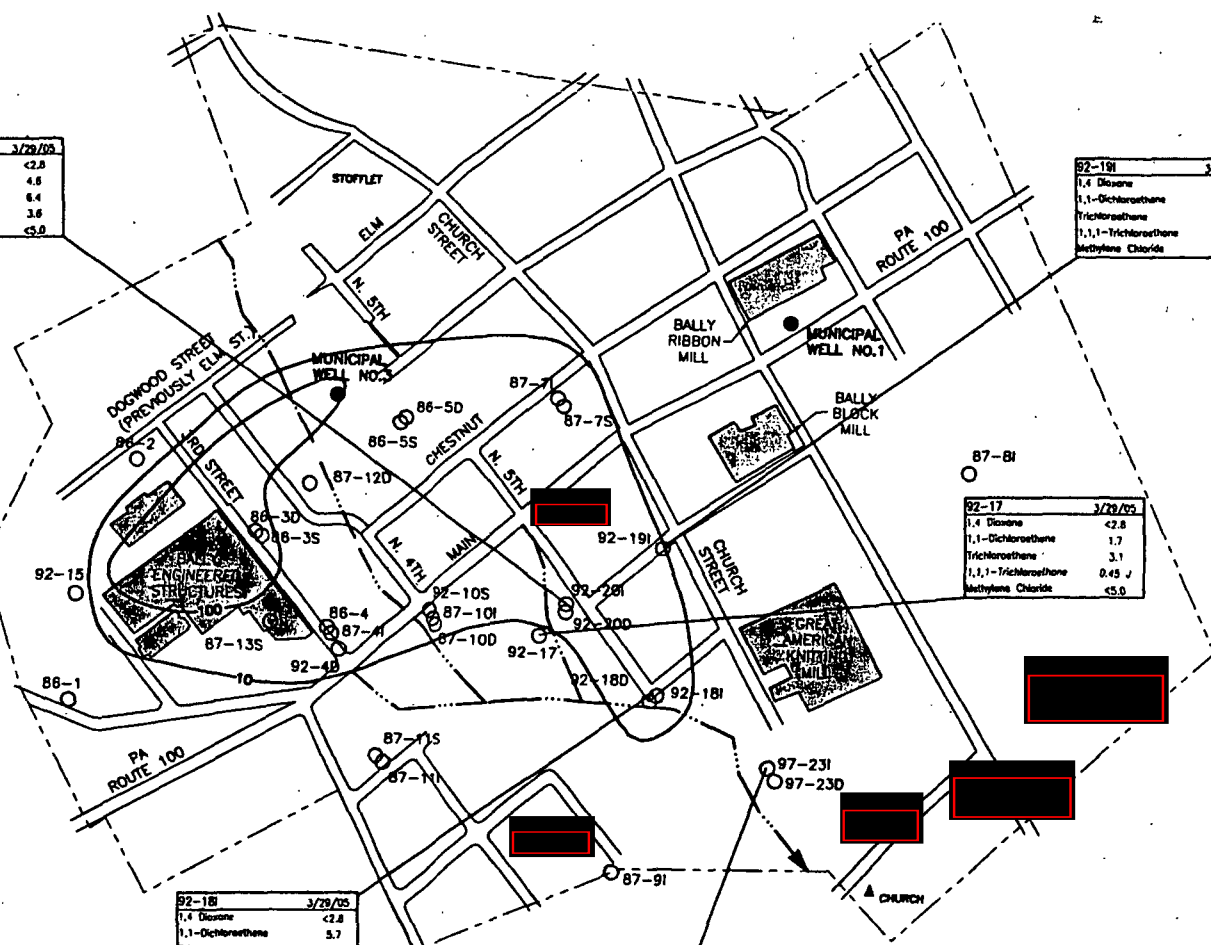 3/29/05
<2.8
4.6
6.4
3.6
<5.0
STOFFLET
ELM
CHURCH
STREET
N. 5TH
PA
ROUTE 100
92-19I
1,4 Dioxane
1,1-Dichloroethane
Trichloroethane
1,1,1-Trichloroethane
Methylene Chloride
DOGWOOD STREET
(PREVIOUSLY ELM ST.)
MUNICIPAL
WELL NO.3
BALLY
RIBBON
MILL
MUNICIPAL
WELL NO.1
86-2
3RD STREET
86-5D
86-5S
CHESTNUT
87-7I
87-7S
BALLY
BLOCK
MILL
87-12D
N. 5TH
87-8I
86-3D
86-3S
92-17 3/29/05
1,4 Dioxane <2.8
1,1-Dichloroethene 1.7
Trichloroethene 3.1
1,1,1-Trichloroethane 0.45 J
Methylene Chloride <5.0
N. 4TH
MAIN
92-19I
CHURCH
STREET
92-15
BALLY
ENGINEERED
STRUCTURES
100
92-10S
87-10I
87-10D
92-20I
92-20D
92-17
86-4
87-4I
92-4D
87-13S
GREAT
AMERICAN
KNITTING
MILL
86-1
10
92-18D
92-18I
PA
ROUTE 100
87-11S
87-11I
97-23I
97-23D
87-9I
CHURCH
92-18I 3/29/05
1,4 Dioxane <2.8
1,1-Dichloroethene 5.7